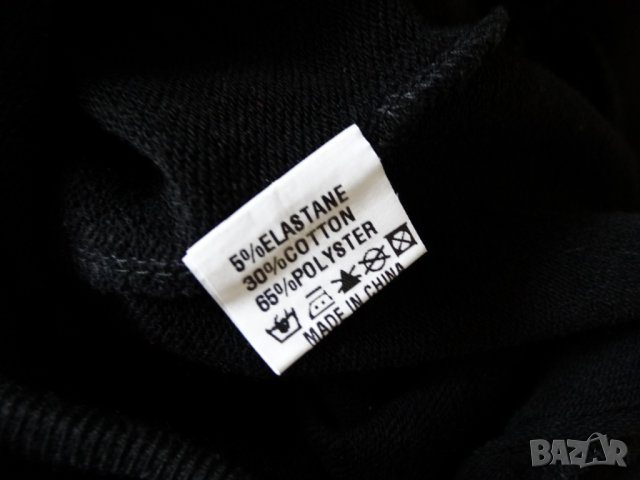 5%ELASTANE
30%COTTON
65%POLYSTER
MADE IN CHINA
BAZAR